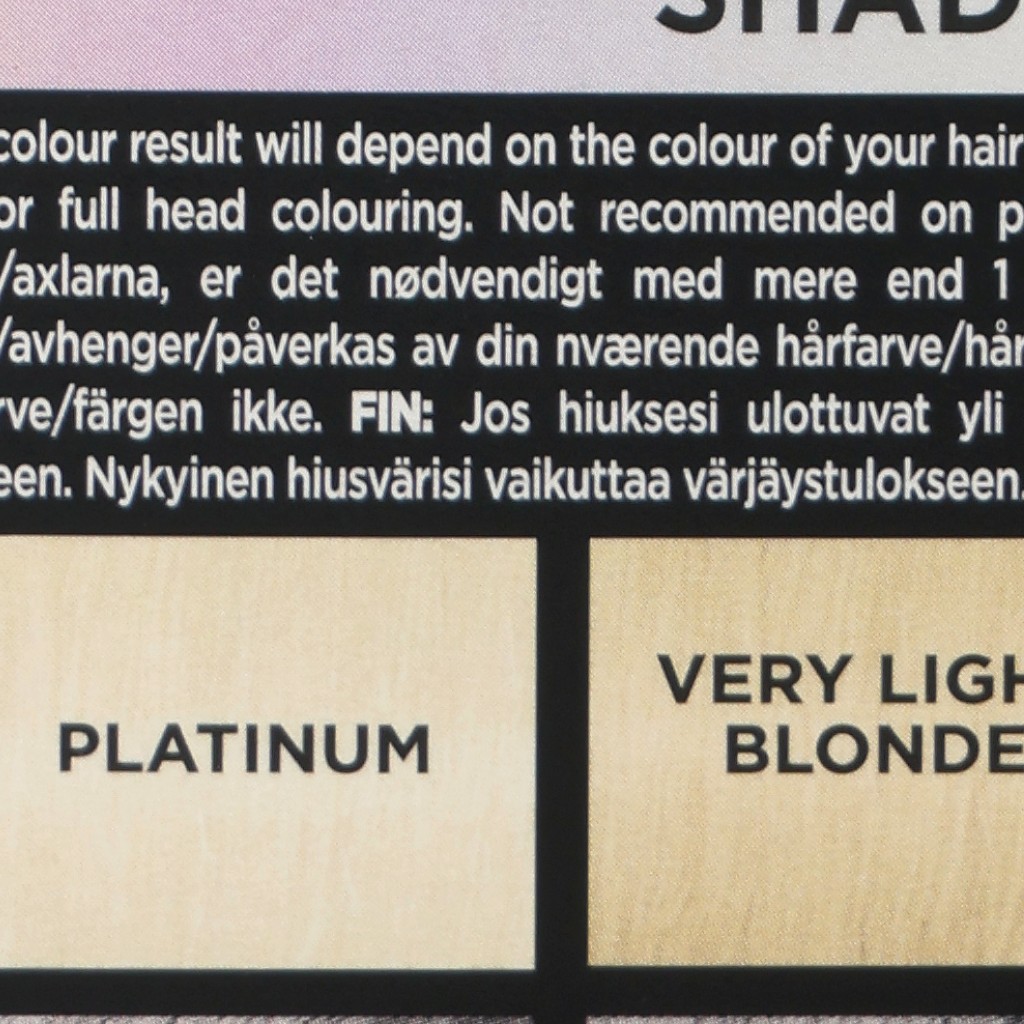 SHAD
colour result will depend on the colour of your hair
or full head colouring. Not recommended on p
/axlarna, er det nødvendigt med mere end 1
/avhenger/påverkas av din nværende hårfarve/hår
rve/färgen ikke. FIN: Jos hiuksesi ulottuvat yli
een. Nykyinen hiusvärisi vaikuttaa värjäystulokseen.
PLATINUM
VERY LIGH
BLONDE